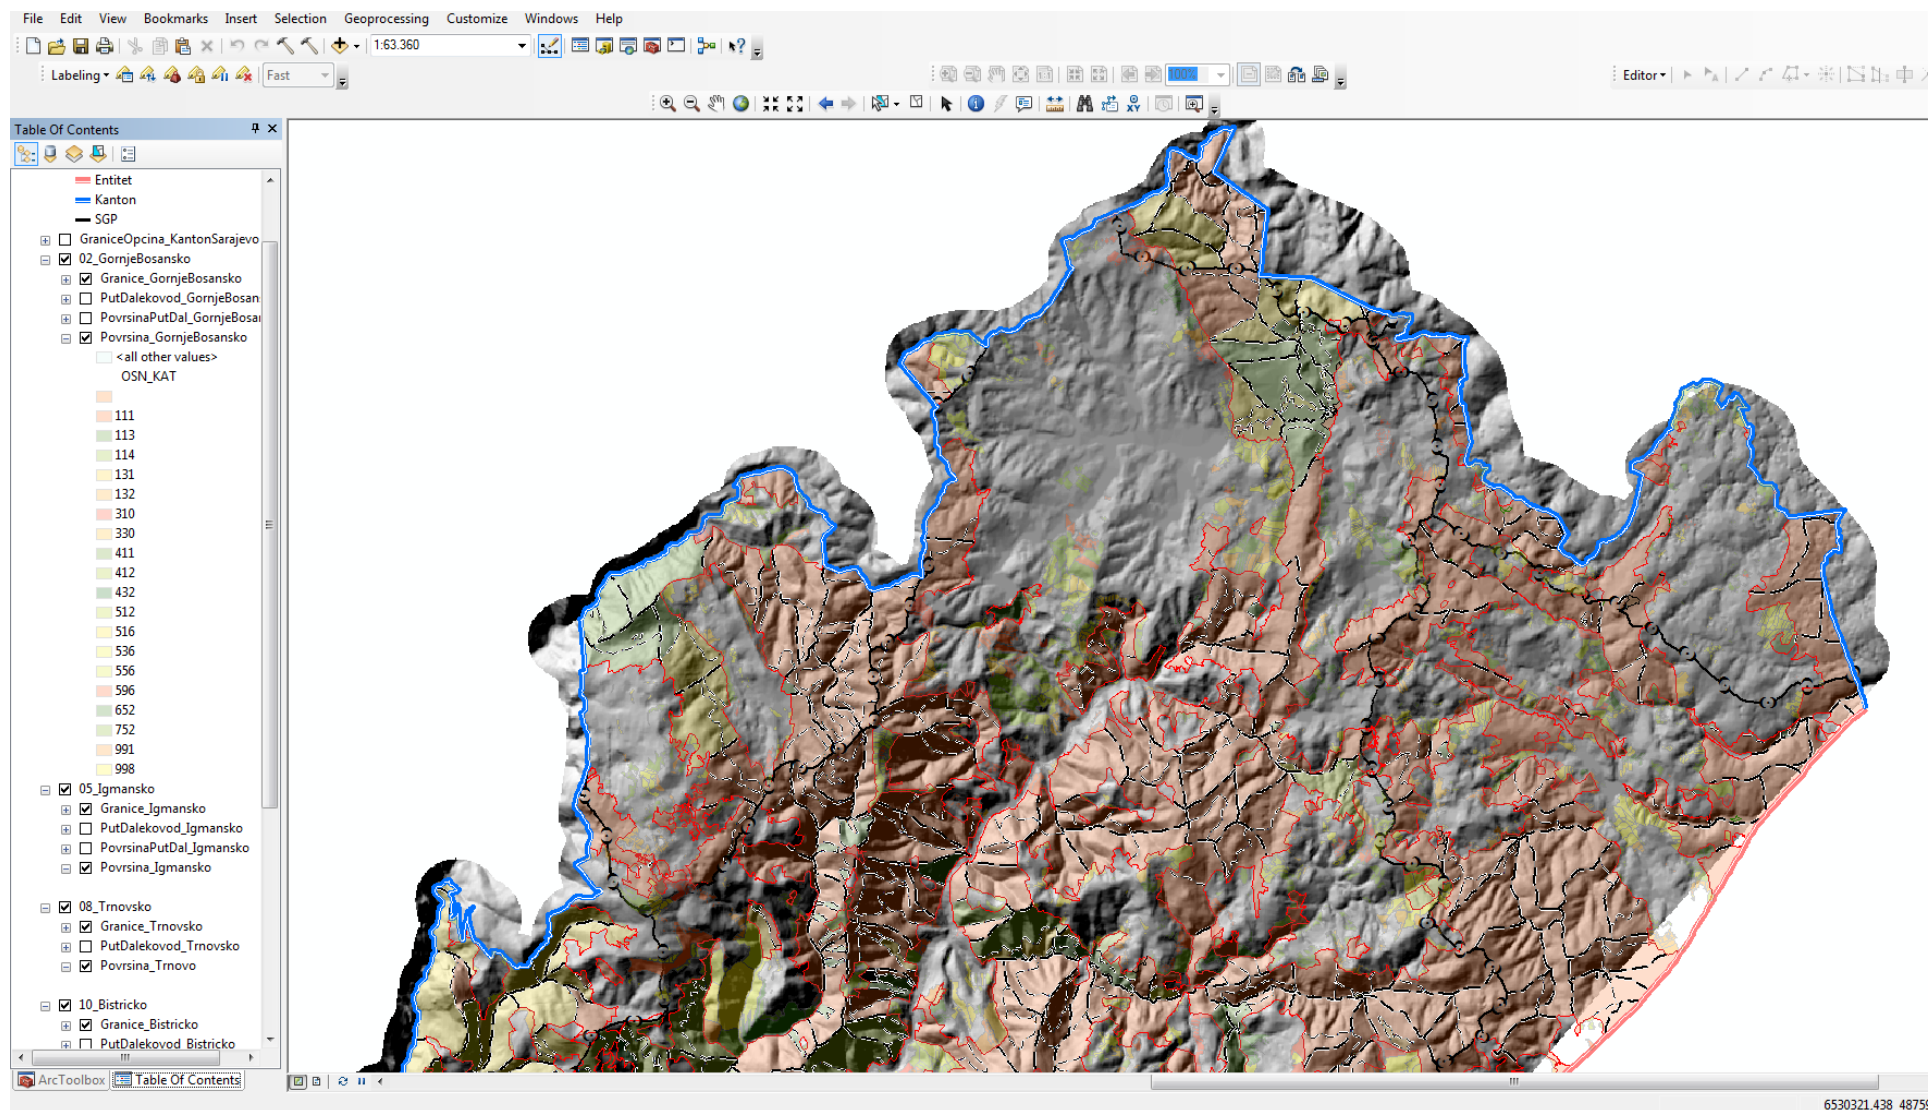 File Edit View Bookmarks Insert Selection Geoprocessing Customize Windows Help
1:63.360
Labeling Fast 100% Editor
Table Of Contents
Entitet
Kanton
SGP
GraniceOpcina_KantonSarajevo
02_GornjeBosansko
Granice_GornjeBosansko
PutDalekovod_GornjeBosan
PovrsinaPutDal_GornjeBosa
Povrsina_GornjeBosansko
<all other values>
OSN_KAT
111
113
114
131
132
310
330
411
412
432
512
516
536
556
596
652
752
991
998
05_Igmansko
Granice_Igmansko
PutDalekovod_Igmansko
PovrsinaPutDal_Igmansko
Povrsina_Igmansko
08_Trnovsko
Granice_Trnovsko
PutDalekovod_Trnovsko
Povrsina_Trnovo
10_Bistricko
Granice_Bistricko
PutDalekovod_Bistricko
ArcToolbox Table Of Contents
6530321.438 4875